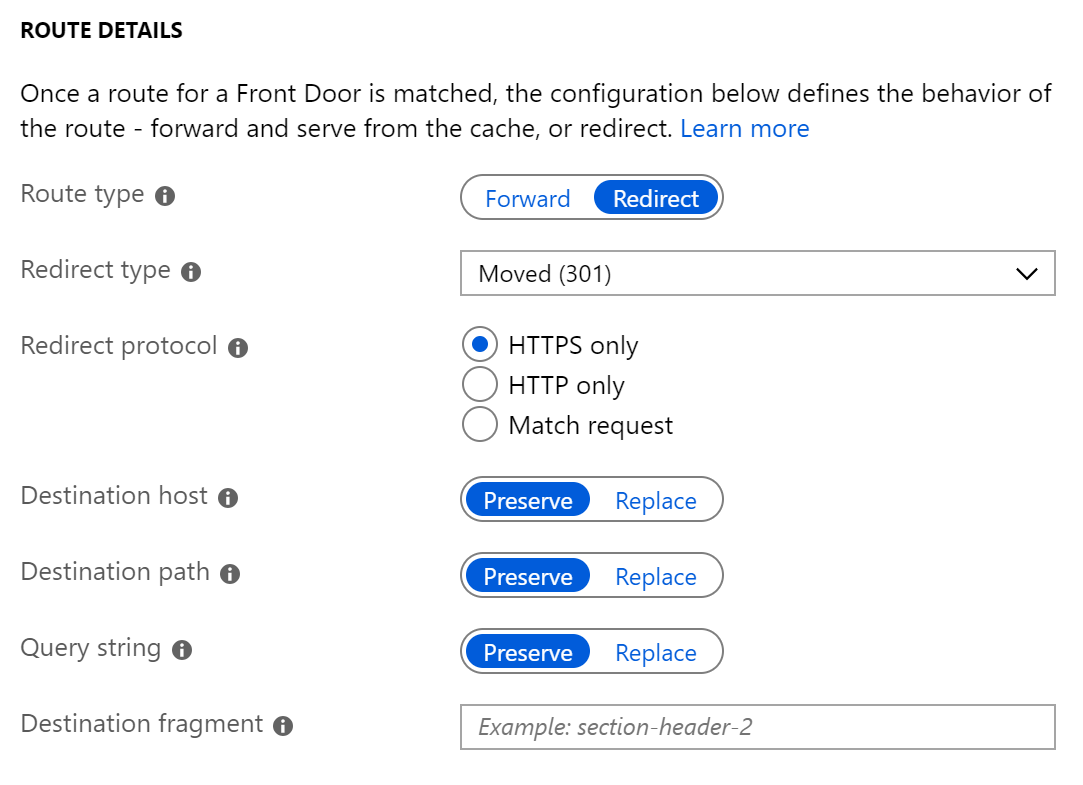 ROUTE DETAILS
Once a route for a Front Door is matched, the configuration below defines the behavior of
the route - forward and serve from the cache, or redirect. Learn more
Route type
Forward Redirect
Redirect type
Moved (301)
Redirect protocol
HTTPS only
HTTP only
Match request
Destination host
Preserve Replace
Destination path
Preserve Replace
Query string
Preserve Replace
Destination fragment
Example: section-header-2